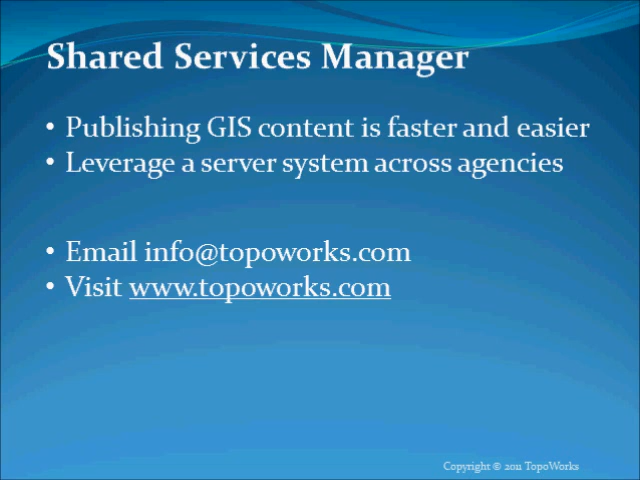 Shared Services Manager
• Publishing GIS content is faster and easier
• Leverage a server system across agencies
• Email info@topoworks.com
• Visit www.topoworks.com
Copyright © 2011 TopoWorks